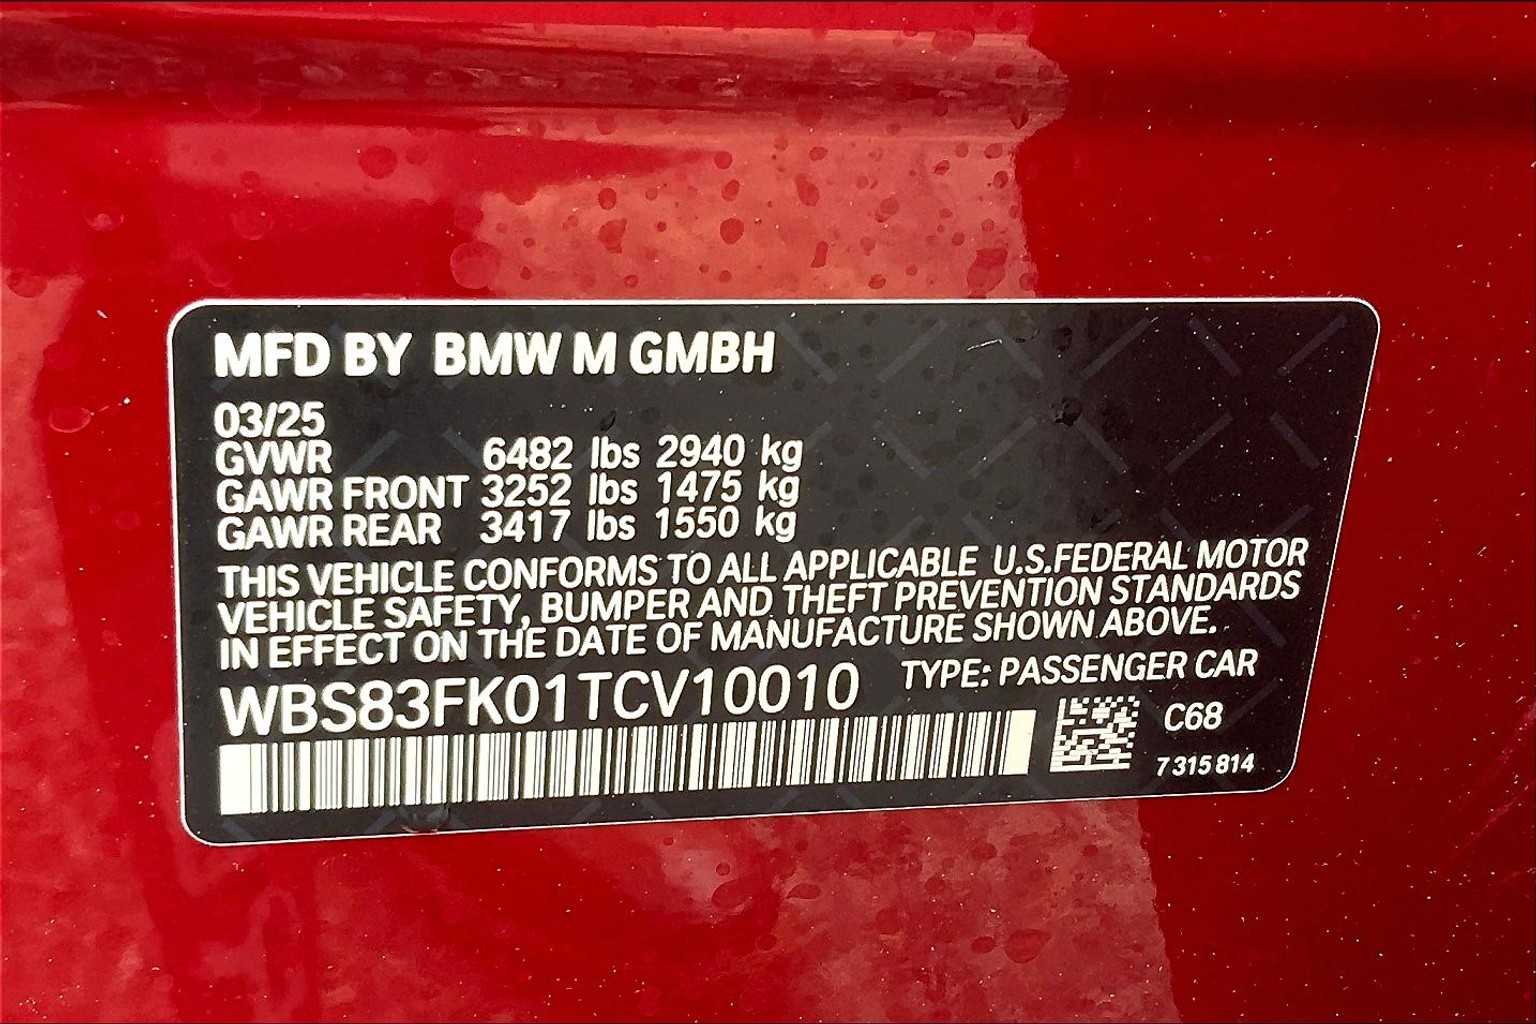 MFD BY BMW M GMBH
03/25
GVWR 6482 lbs 2940 kg
GAWR FRONT 3252 lbs 1475 kg
GAWR REAR 3417 lbs 1550 kg
THIS VEHICLE CONFORMS TO ALL APPLICABLE U.S.FEDERAL MOTOR
VEHICLE SAFETY, BUMPER AND THEFT PREVENTION STANDARDS
IN EFFECT ON THE DATE OF MANUFACTURE SHOWN ABOVE.
WBS83FK01TCV10010 TYPE: PASSENGER CAR
C68
7 315 814